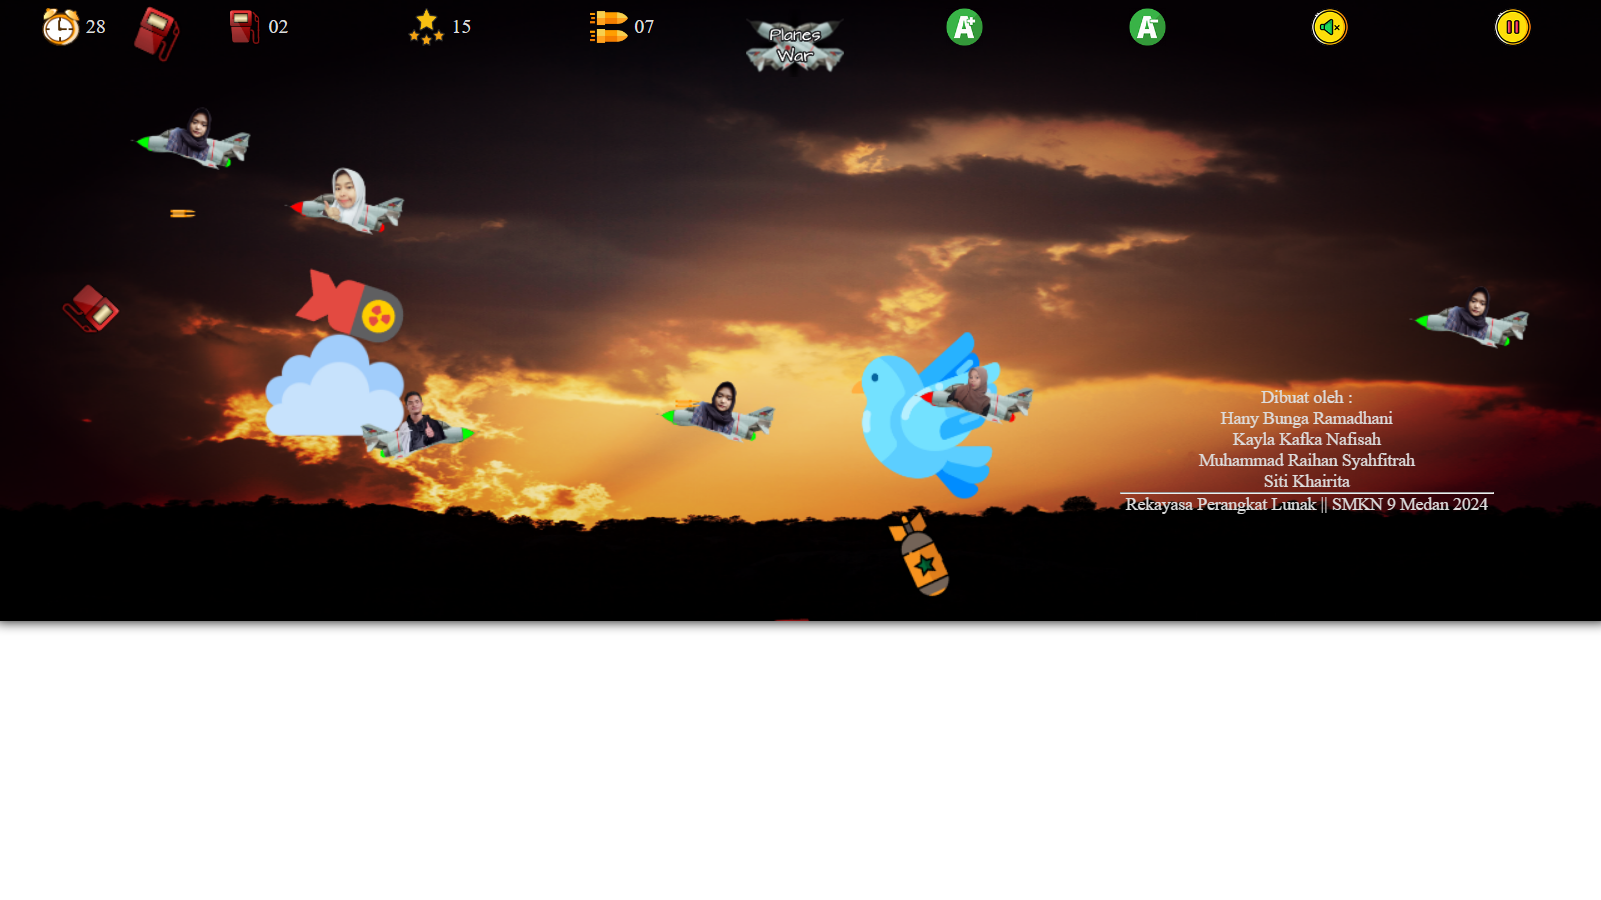 28
02
15
07
Planes
War
A+
A-
Dibuat oleh :
Hany Bunga Ramadhani
Kayla Kafka Nafisah
Muhammad Raihan Syahfitrah
Siti Khairita
Rekayasa Perangkat Lunak || SMKN 9 Medan 2024